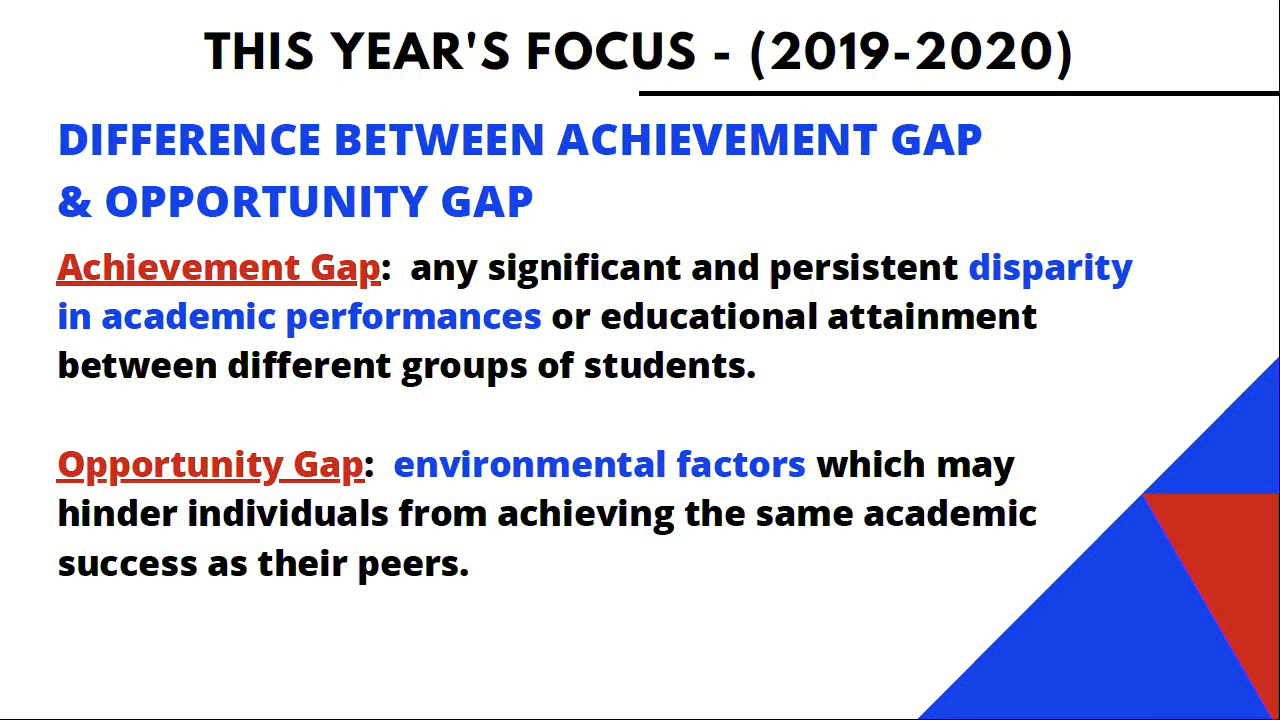 THIS YEAR'S FOCUS - (2019-2020)
DIFFERENCE BETWEEN ACHIEVEMENT GAP
& OPPORTUNITY GAP
Achievement Gap:  any significant and persistent disparity
in academic performances or educational attainment
between different groups of students.
Opportunity Gap:  environmental factors which may
hinder individuals from achieving the same academic
success as their peers.